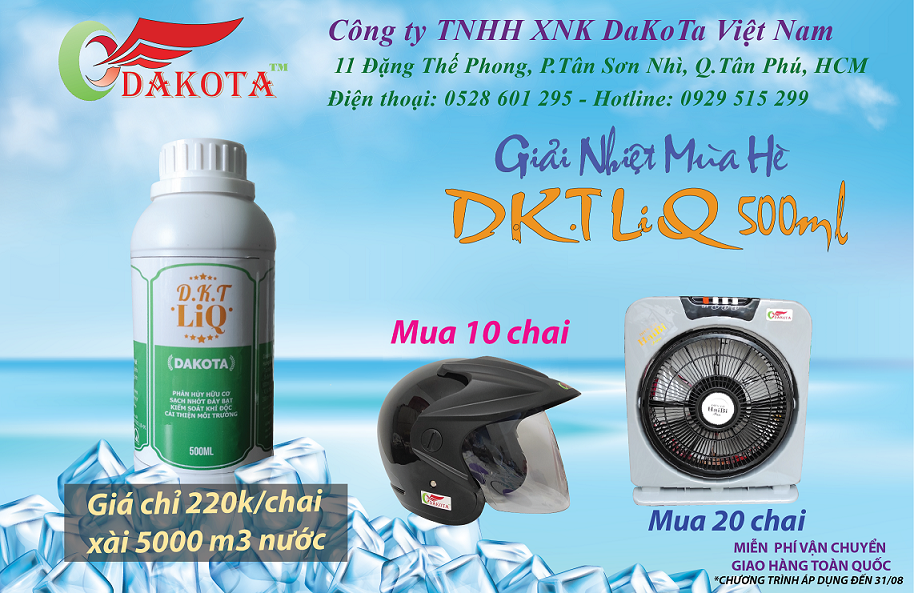 DAKOTA™
Công ty TNHH XNK DaKoTa Việt Nam
11 Đặng Thế Phong, P.Tân Sơn Nhì, Q.Tân Phú, HCM
Điện thoại: 0528 601 295 - Hotline: 0929 515 299
Giải Nhiệt Mùa Hè
D.K.T LiQ 500ml
D.K.T
LiQ
DAKOTA
PHÂN HỦY HỮU CƠ
SẠCH NHỚT ĐÁY BẠT
KIỂM SOÁT KHÍ ĐỘC
CẢI THIỆN MÔI TRƯỜNG
500ML
Giá chỉ 220k/chai
xài 5000 m3 nước
Mua 10 chai
DAKOTA
DAKOTA
HaiDi
Mua 20 chai
MIỄN PHÍ VẬN CHUYỂN
GIAO HÀNG TOÀN QUỐC
*CHƯƠNG TRÌNH ÁP DỤNG ĐẾN 31/08